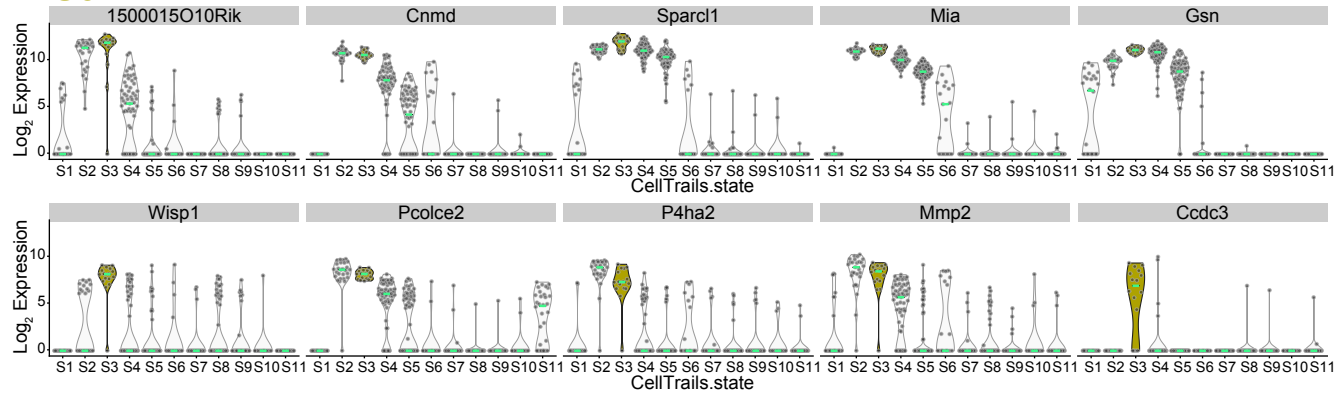 1500015O10Rik Cnmd Sparcl1 Mia Gsn
Log2 Expression
10
5
0
S1 S2 S3 S4 S5 S6 S7 S8 S9 S10 S11 S1 S2 S3 S4 S5 S6 S7 S8 S9 S10 S11 S1 S2 S3 S4 S5 S6 S7 S8 S9 S10 S11 S1 S2 S3 S4 S5 S6 S7 S8 S9 S10 S11 S1 S2 S3 S4 S5 S6 S7 S8 S9 S10 S11
CellTrails.state
Wisp1 Pcolce2 P4ha2 Mmp2 Ccdc3
Log2 Expression
10
5
0
S1 S2 S3 S4 S5 S6 S7 S8 S9 S10 S11 S1 S2 S3 S4 S5 S6 S7 S8 S9 S10 S11 S1 S2 S3 S4 S5 S6 S7 S8 S9 S10 S11 S1 S2 S3 S4 S5 S6 S7 S8 S9 S10 S11 S1 S2 S3 S4 S5 S6 S7 S8 S9 S10 S11
CellTrails.state